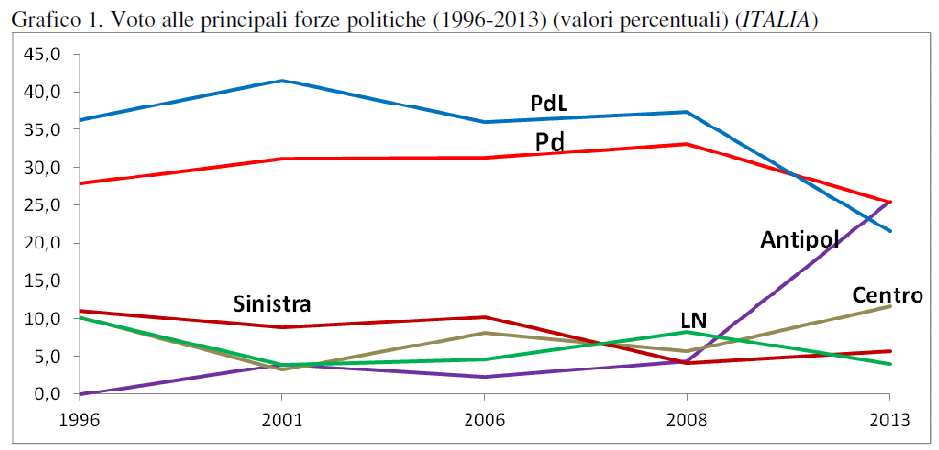 Grafico 1. Voto alle principali forze politiche (1996-2013) (valori percentuali) (ITALIA)
45,0
40,0
35,0
30,0
25,0
20,0
15,0
10,0
5,0
0,0
PdL
Pd
Antipol
Sinistra
Centro
LN
1996 2001 2006 2008 2013